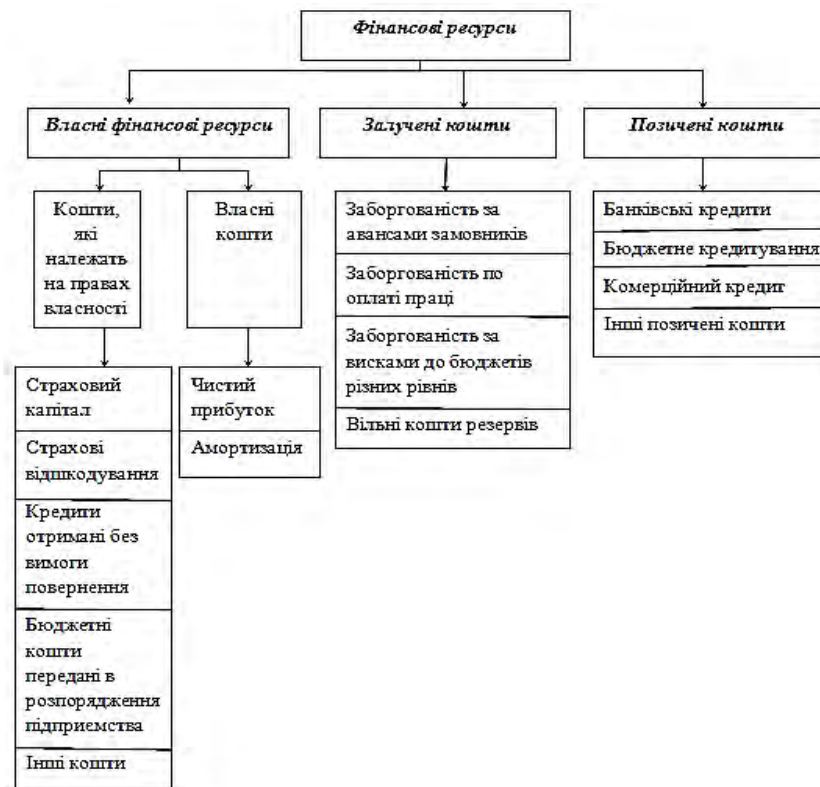 Фінансові ресурси
Власні фінансові ресурси
Залучені кошти
Позичені кошти
Кошти,
які
належать
на правах
власності
Власні
кошти
Страховий
капітал
Страхові
відшкодування
Кредити
отримані без
вимоги
повернення
Бюджетні
кошти
передані в
розпорядження
підприємства
Інші кошти
Чистий
прибуток
Амортизація
Заборгованість за
авансами замовників
Заборгованість по
оплаті праці
Заборгованість за
висками до бюджетів
різних рівнів
Вільні кошти резервів
Банківські кредити
Бюджетне кредитування
Комерційний кредит
Інші позичені кошти